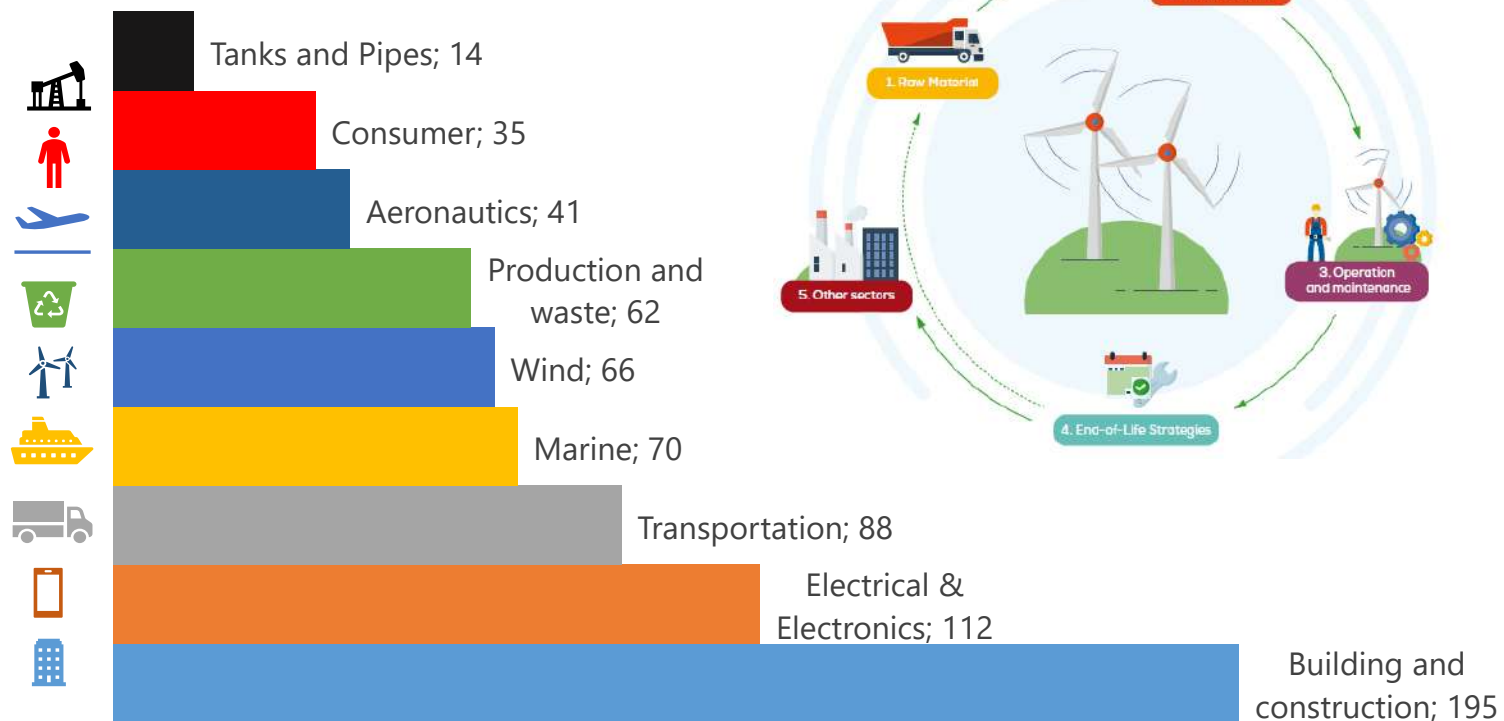 Tanks and Pipes; 14
Consumer; 35
Aeronautics; 41
Production and
waste; 62
Wind; 66
Marine; 70
Transportation; 88
Electrical &
Electronics; 112
Building and
construction; 195
1. Raw Material
3. Operation
and maintenance
4. End-of-Life Strategies
5. Other sectors